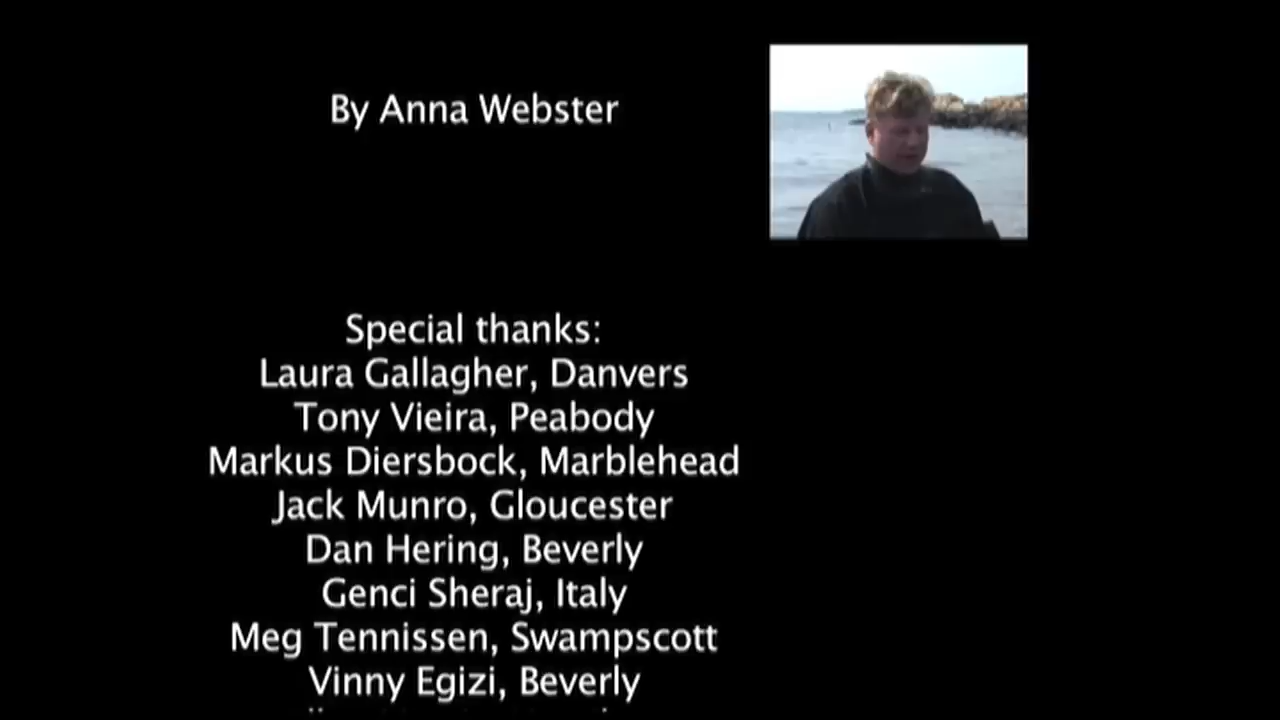 By Anna Webster
Special thanks:
Laura Gallagher, Danvers
Tony Vieira, Peabody
Markus Diersbock, Marblehead
Jack Munro, Gloucester
Dan Hering, Beverly
Genci Sheraj, Italy
Meg Tennissen, Swampscott
Vinny Egizi, Beverly